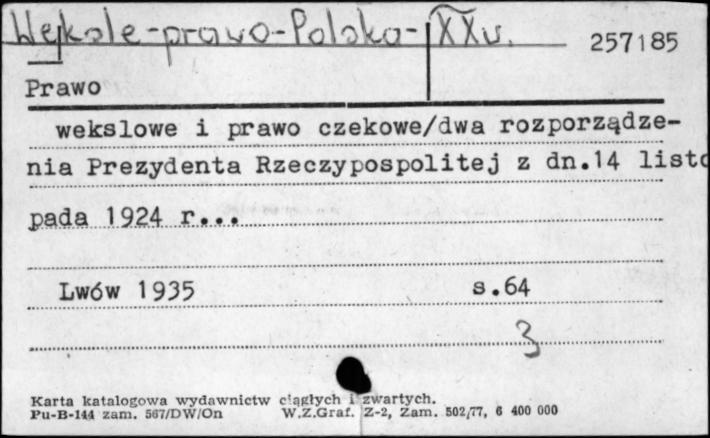 Weksle-prawo-Polska-XXw.
257185
Prawo
wekslowe i prawo czekowe/dwa rozporządze-
nia Prezydenta Rzeczypospolitej z dn.14 listo
pada 1924 r...
Lwów 1935 s.64
3
Karta katalogowa wydawnictw ciągłych i zwartych.
Pu-B-144 zam. 567/DW/On W.Z.Graf. Z-2, Zam. 502/77, 6 400 000